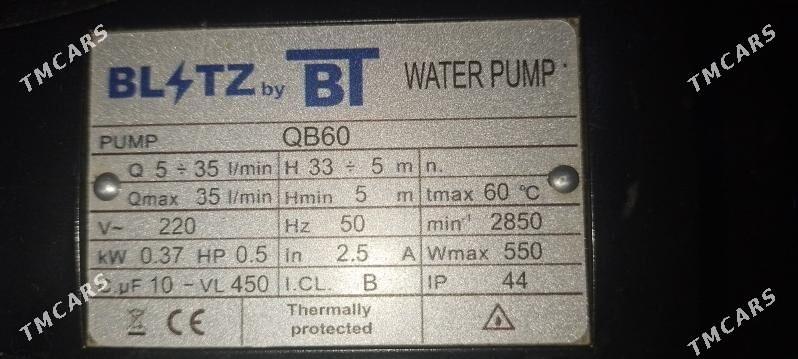 TMCARS
TMCARS
BLITZ by BT WATER PUMP
PUMP QB60
Q 5 ÷ 35 l/min H 33 ÷ 5 m n.
Qmax 35 l/min Hmin 5 m tmax 60 °C
V~ 220 Hz 50 min⁻¹ 2850
kW 0.37 HP 0.5 in 2.5 A Wmax 550
µF 10 - VL 450 I.CL. B IP 44
CE Thermally
protected
TMCARS
TMCARS